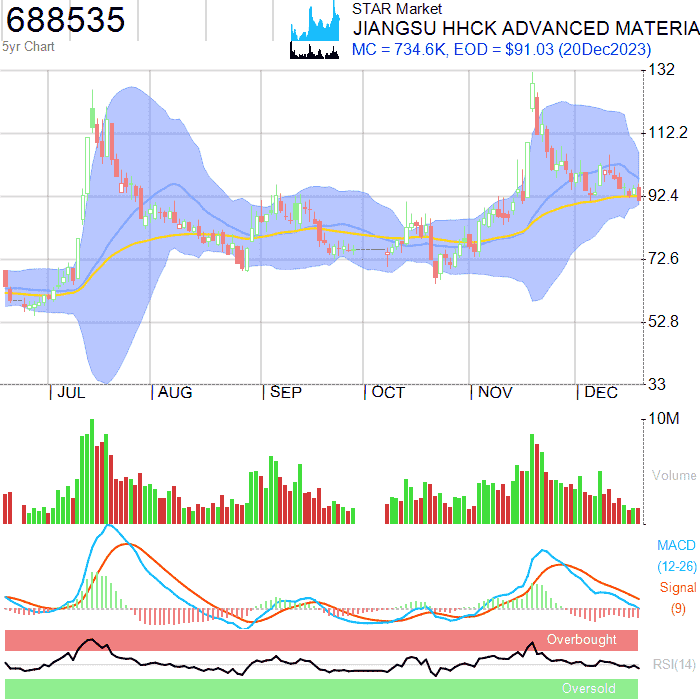 688535
5yr Chart
STAR Market
JIANGSU HHCK ADVANCED MATERIA
MC = 734.6K, EOD = $91.03 (20Dec2023)
132
112.2
92.4
72.6
52.8
33
JUL AUG SEP OCT NOV DEC
10M
Volume
MACD
(12-26)
Signal
(9)
Overbought
RSI(14)
Oversold